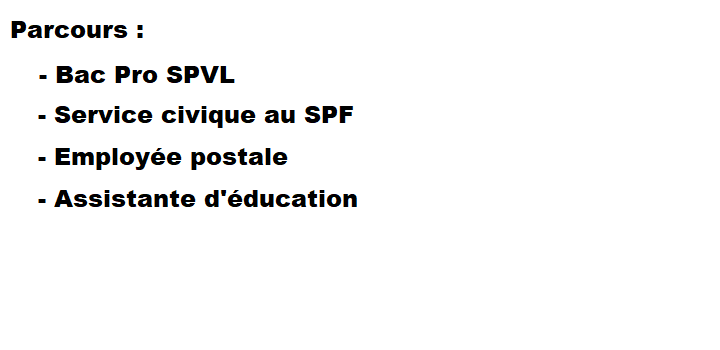 Parcours :
- Bac Pro SPVL
- Service civique au SPF
- Employée postale
- Assistante d'éducation